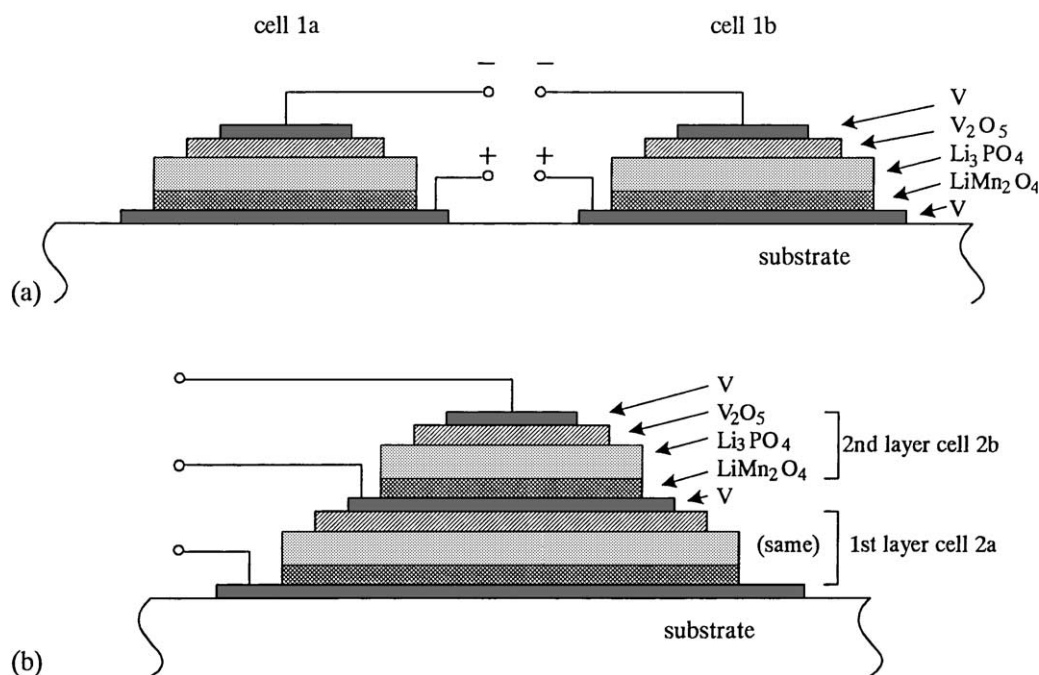 cell 1a
cell 1b
− −
+ +
V
V₂O₅
Li₃PO₄
LiMn₂O₄
V
substrate
(a)
V
V₂O₅
Li₃PO₄
LiMn₂O₄
V
2nd layer cell 2b
(same)
1st layer cell 2a
substrate
(b)